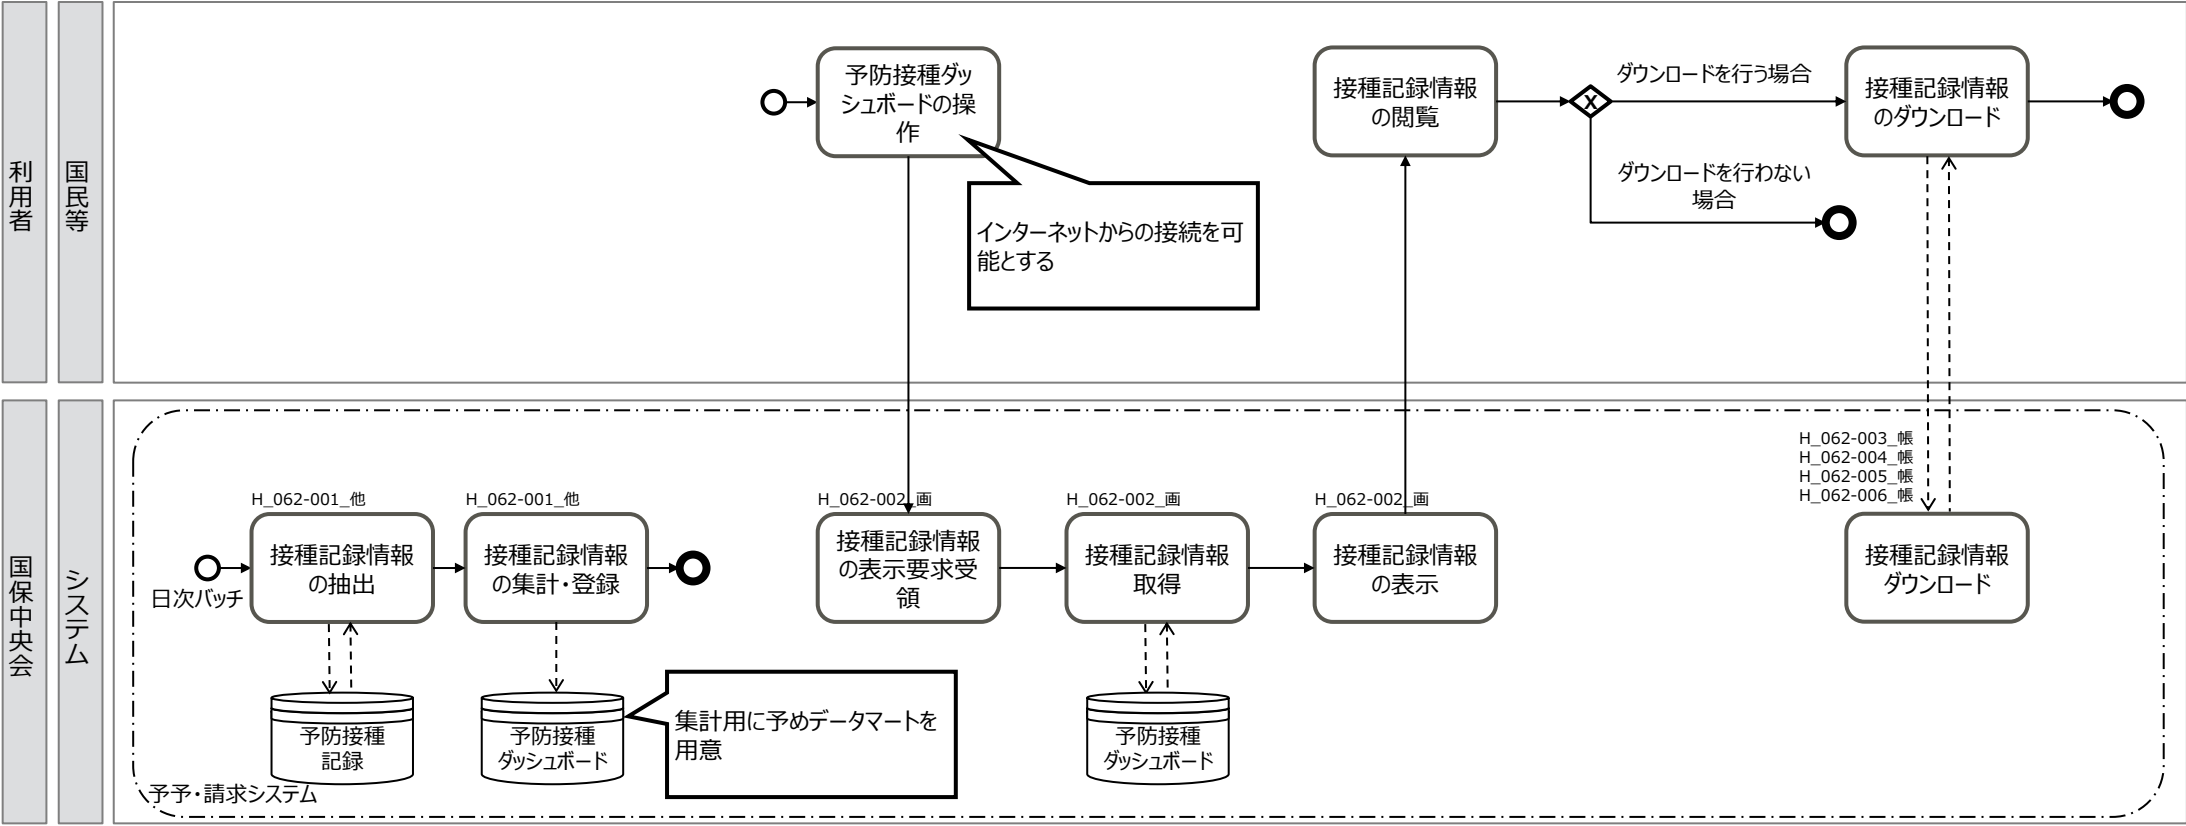 利用者
国民等
予防接種ダッ
シュボードの操
作
インターネットからの接続を可
能とする
接種記録情報
の閲覧
X
ダウンロードを行う場合
ダウンロードを行わない
場合
接種記録情報
のダウンロード
国保中央会
システム
日次バッチ
H_062-001_他
接種記録情報
の抽出
H_062-001_他
接種記録情報
の集計・登録
H_062-002_画
接種記録情報
の表示要求受
領
H_062-002_画
接種記録情報
取得
H_062-002_画
接種記録情報
の表示
H_062-003_帳
H_062-004_帳
H_062-005_帳
H_062-006_帳
接種記録情報
ダウンロード
予防接種
記録
予防接種
ダッシュボード
集計用に予めデータマートを
用意
予防接種
ダッシュボード
予予・請求システム